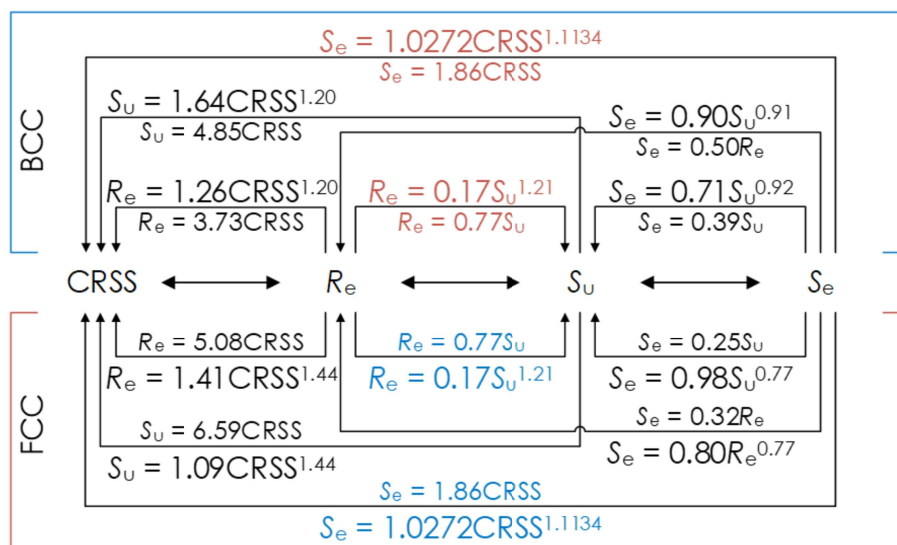 BCC
Sₑ = 1.0272CRSS¹·¹¹³⁴
Sₑ = 1.86CRSS
Sᵤ = 1.64CRSS¹·²⁰
Sᵤ = 4.85CRSS
Sₑ = 0.90Sᵤ⁰·⁹¹
Sₑ = 0.50Rₑ
Rₑ = 1.26CRSS¹·²⁰
Rₑ = 3.73CRSS
Rₑ = 0.17Sᵤ¹·²¹
Rₑ = 0.77Sᵤ
Sₑ = 0.71Sᵤ⁰·⁹²
Sₑ = 0.39Sᵤ
CRSS Rₑ Sᵤ Sₑ
FCC
Rₑ = 5.08CRSS
Rₑ = 1.41CRSS¹·⁴⁴
Rₑ = 0.77Sᵤ
Rₑ = 0.17Sᵤ¹·²¹
Sₑ = 0.25Sᵤ
Sₑ = 0.98Sᵤ⁰·⁷⁷
Sᵤ = 6.59CRSS
Sᵤ = 1.09CRSS¹·⁴⁴
Sₑ = 0.32Rₑ
Sₑ = 0.80Rₑ⁰·⁷⁷
Sₑ = 1.86CRSS
Sₑ = 1.0272CRSS¹·¹¹³⁴